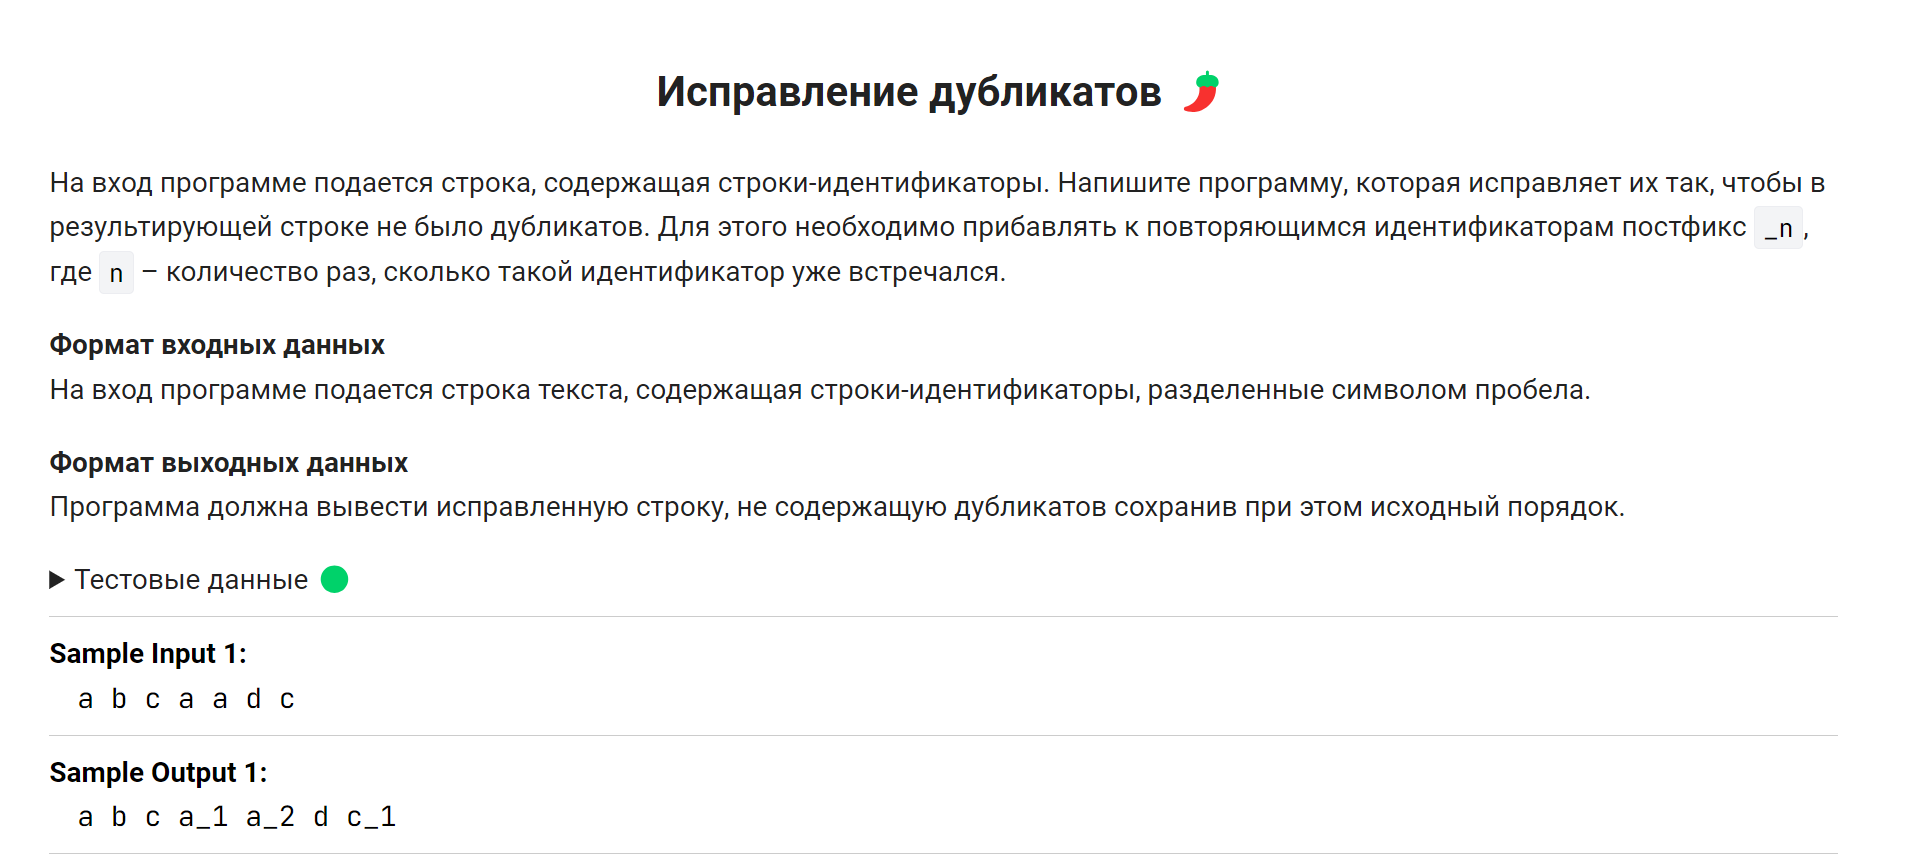 Исправление дубликатов
На вход программе подается строка, содержащая строки-идентификаторы. Напишите программу, которая исправляет их так, чтобы в
результирующей строке не было дубликатов. Для этого необходимо прибавлять к повторяющимся идентификаторам постфикс _n,
где n – количество раз, сколько такой идентификатор уже встречался.
Формат входных данных
На вход программе подается строка текста, содержащая строки-идентификаторы, разделенные символом пробела.
Формат выходных данных
Программа должна вывести исправленную строку, не содержащую дубликатов сохранив при этом исходный порядок.
Тестовые данные
Sample Input 1:
a b c a a d c
Sample Output 1:
a b c a_1 a_2 d c_1